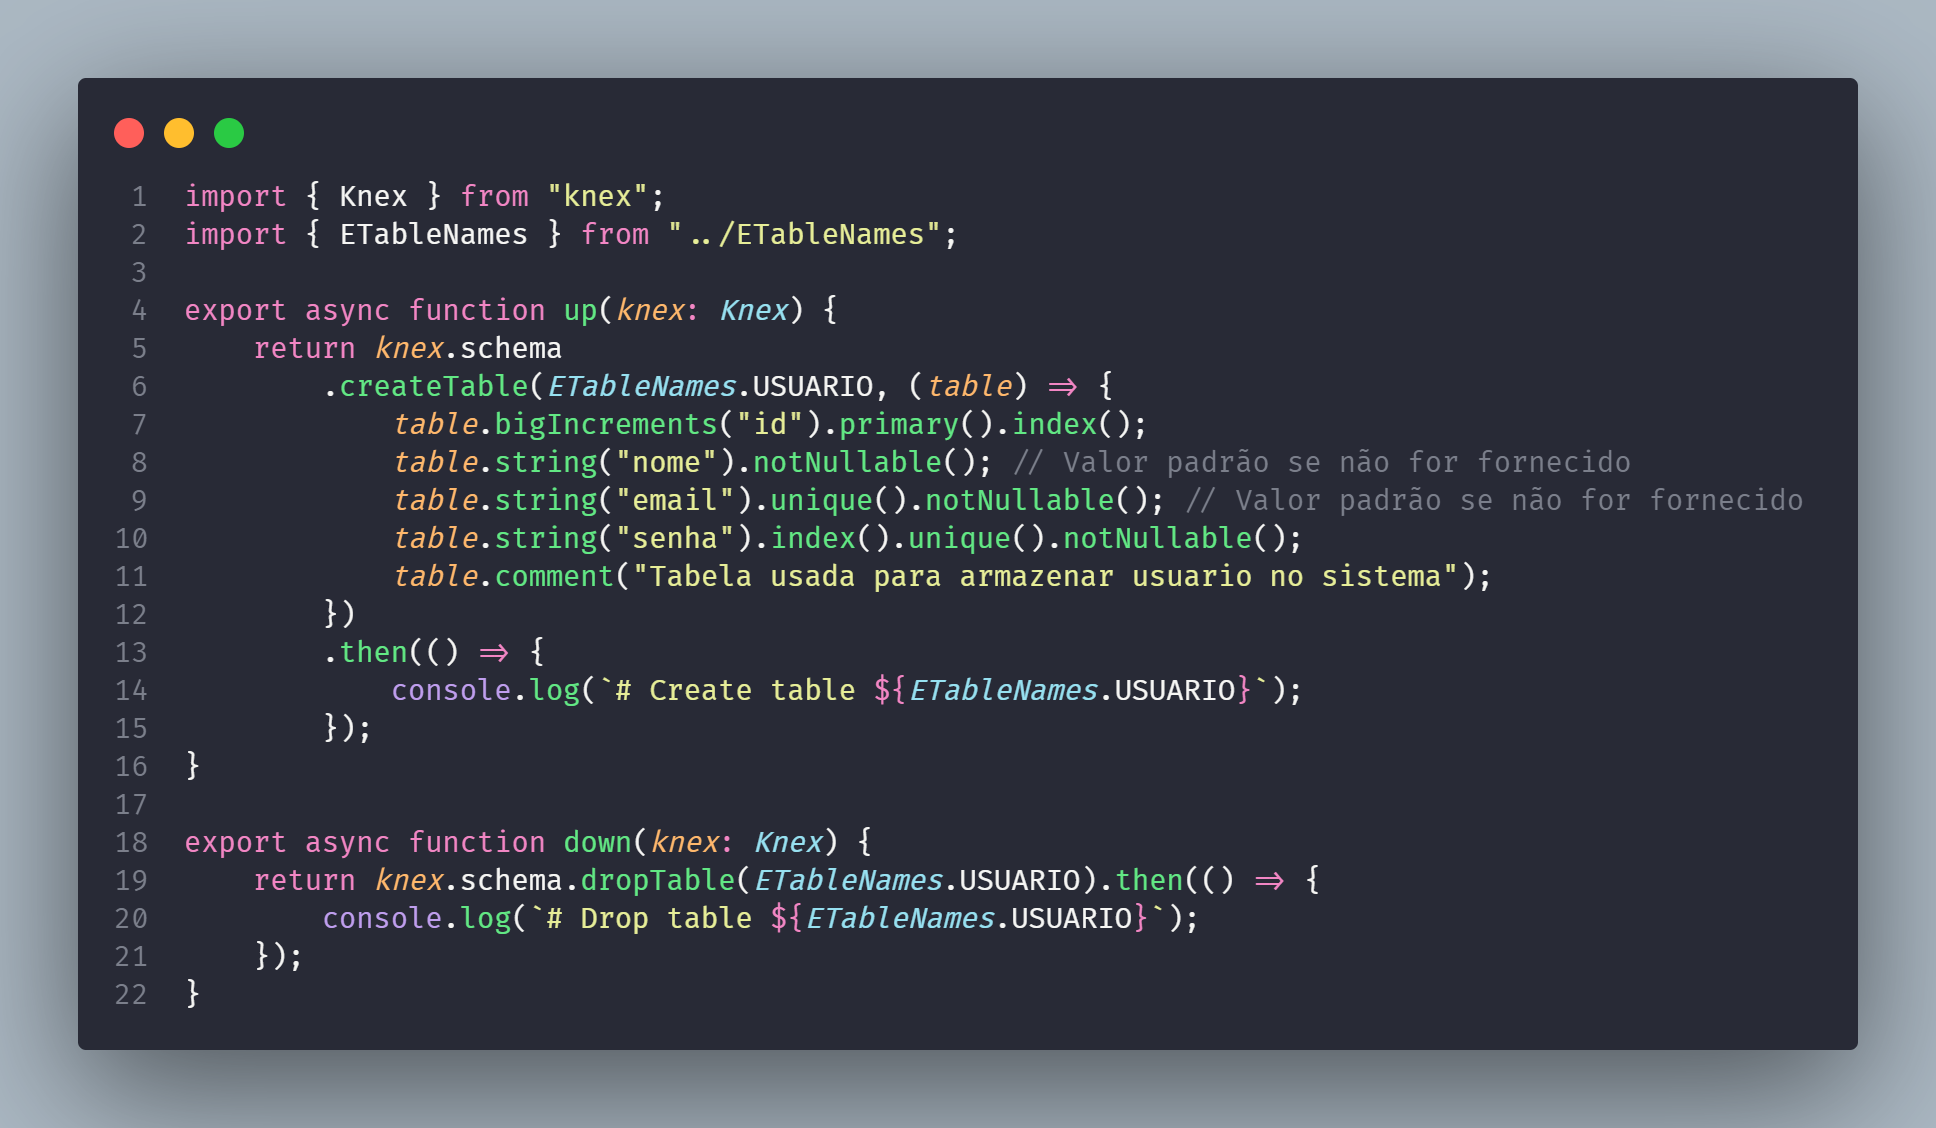 1 import { Knex } from "knex";
2 import { ETableNames } from "../ETableNames";
3
4 export async function up(knex: Knex) {
5     return knex.schema
6         .createTable(ETableNames.USUARIO, (table) => {
7             table.bigIncrements("id").primary().index();
8             table.string("nome").notNullable(); // Valor padrão se não for fornecido
9             table.string("email").unique().notNullable(); // Valor padrão se não for fornecido
10             table.string("senha").index().unique().notNullable();
11             table.comment("Tabela usada para armazenar usuario no sistema");
12         })
13         .then(() => {
14             console.log(`# Create table ${ETableNames.USUARIO}`);
15         });
16 }
17
18 export async function down(knex: Knex) {
19     return knex.schema.dropTable(ETableNames.USUARIO).then(() => {
20         console.log(`# Drop table ${ETableNames.USUARIO}`);
21     });
22 }